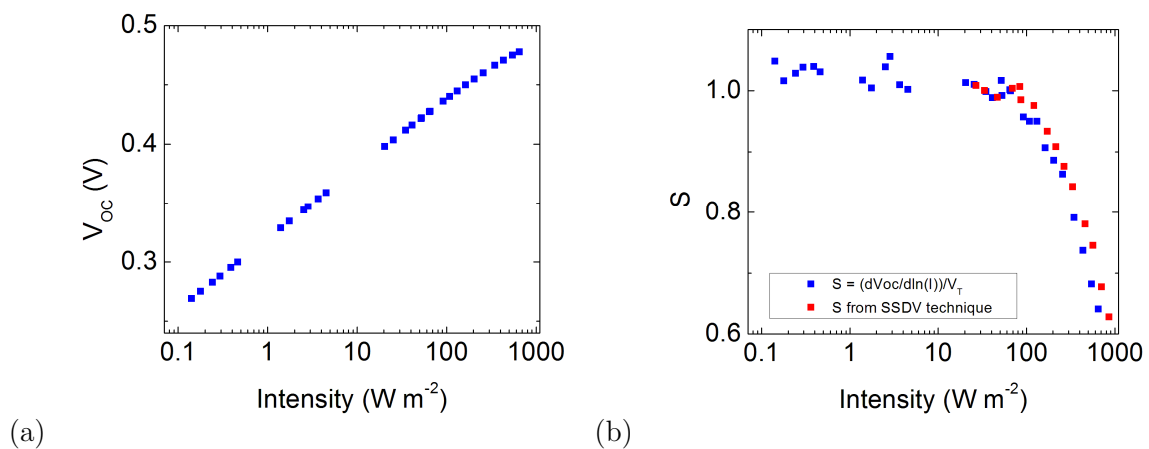 0.5
0.4
0.3
V_OC (V)
0.1 1 10 100 1000
Intensity (W m⁻²)
(a)
1.0
0.8
0.6
S
S = (dVoc/dln(I))/V_T
S from SSDV technique
0.1 1 10 100 1000
Intensity (W m⁻²)
(b)